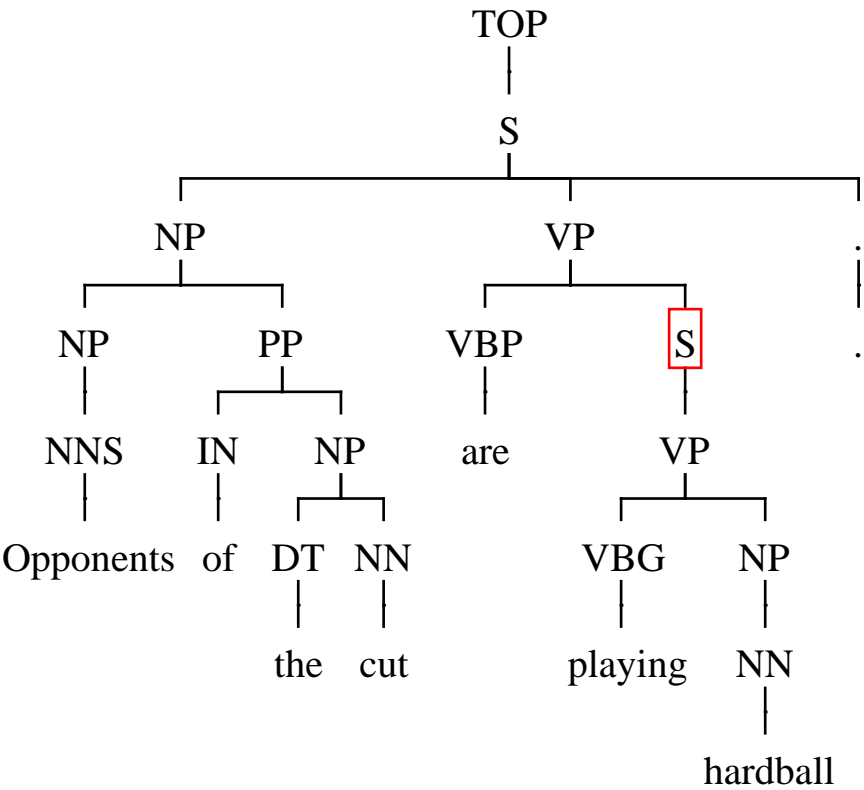 TOP
S
NP VP .
NP PP VBP S .
NNS IN NP are VP
Opponents of DT NN VBG NP
the cut playing NN
hardball